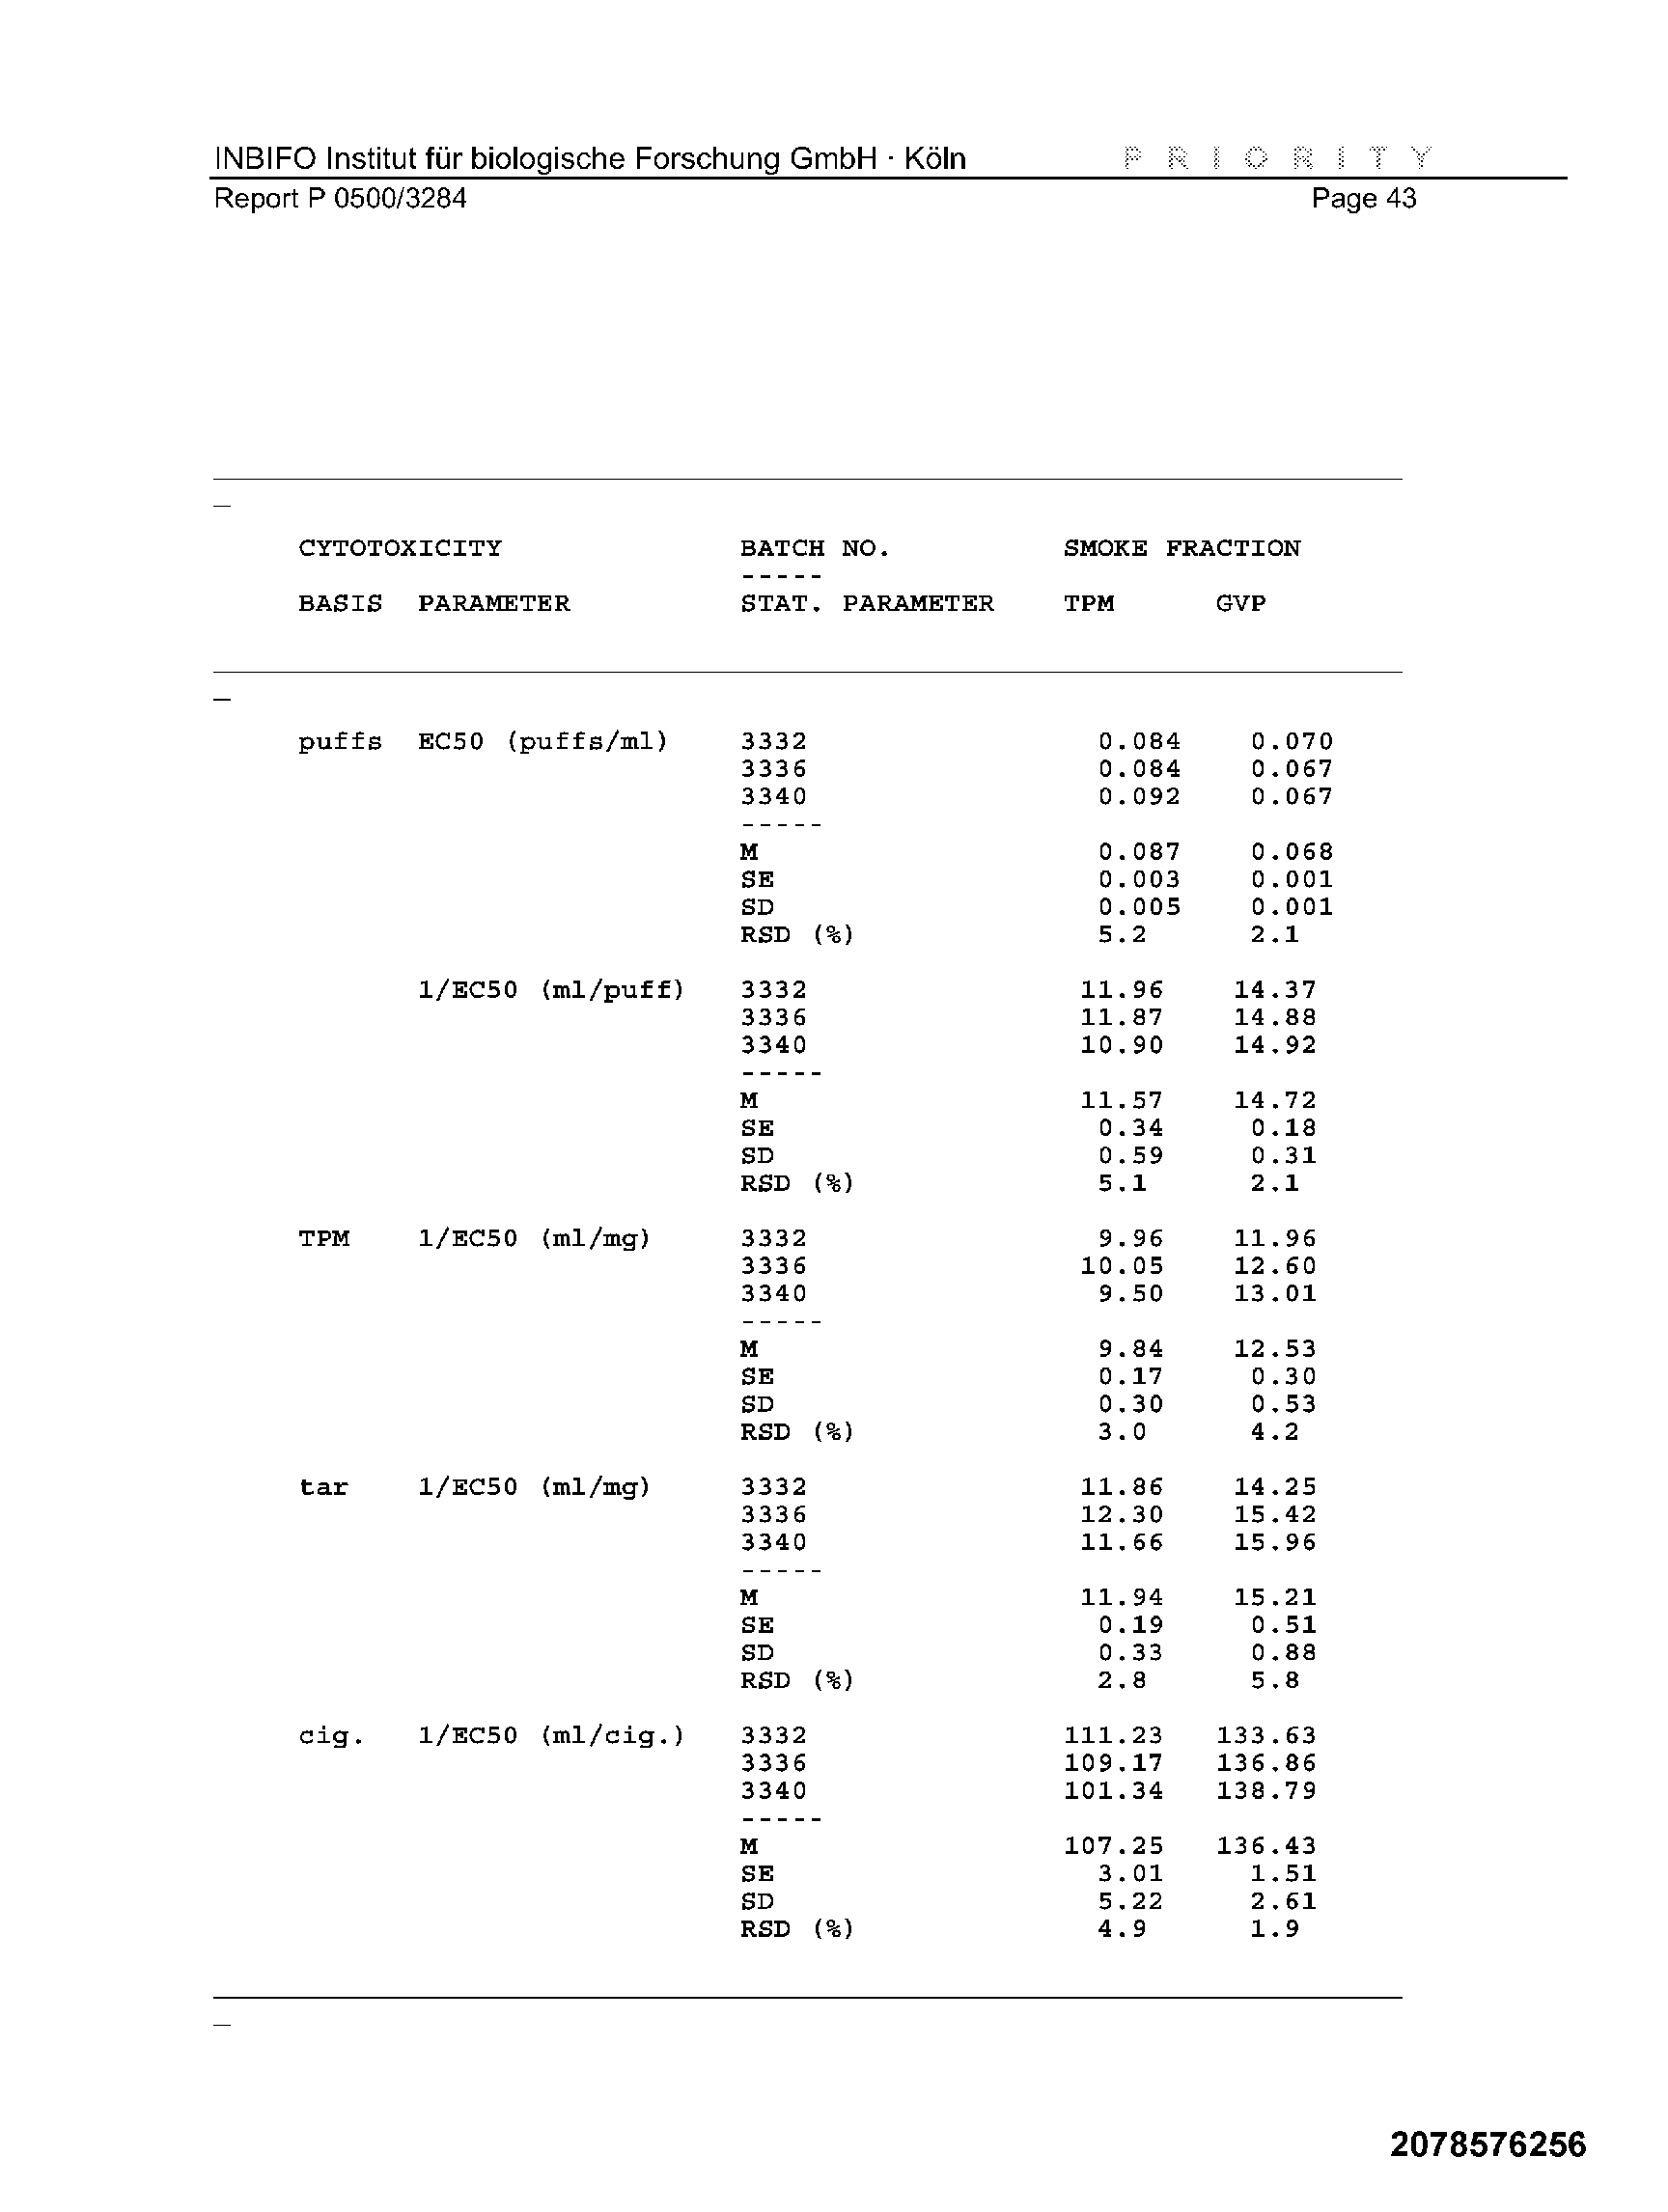 INBIFO Institut für biologische Forschung GmbH · Köln P R I O R I T Y
Report P 0500/3284 Page 43
CYTOTOXICITY BATCH NO. SMOKE FRACTION
-----
BASIS PARAMETER STAT. PARAMETER TPM GVP
puffs EC50 (puffs/ml) 3332 0.084 0.070
3336 0.084 0.067
3340 0.092 0.067
-----
M 0.087 0.068
SE 0.003 0.001
SD 0.005 0.001
RSD (%) 5.2 2.1
1/EC50 (ml/puff) 3332 11.96 14.37
3336 11.87 14.88
3340 10.90 14.92
-----
M 11.57 14.72
SE 0.34 0.18
SD 0.59 0.31
RSD (%) 5.1 2.1
TPM 1/EC50 (ml/mg) 3332 9.96 11.96
3336 10.05 12.60
3340 9.50 13.01
-----
M 9.84 12.53
SE 0.17 0.30
SD 0.30 0.53
RSD (%) 3.0 4.2
tar 1/EC50 (ml/mg) 3332 11.86 14.25
3336 12.30 15.42
3340 11.66 15.96
-----
M 11.94 15.21
SE 0.19 0.51
SD 0.33 0.88
RSD (%) 2.8 5.8
cig. 1/EC50 (ml/cig.) 3332 111.23 133.63
3336 109.17 136.86
3340 101.34 138.79
-----
M 107.25 136.43
SE 3.01 1.51
SD 5.22 2.61
RSD (%) 4.9 1.9
2078576256